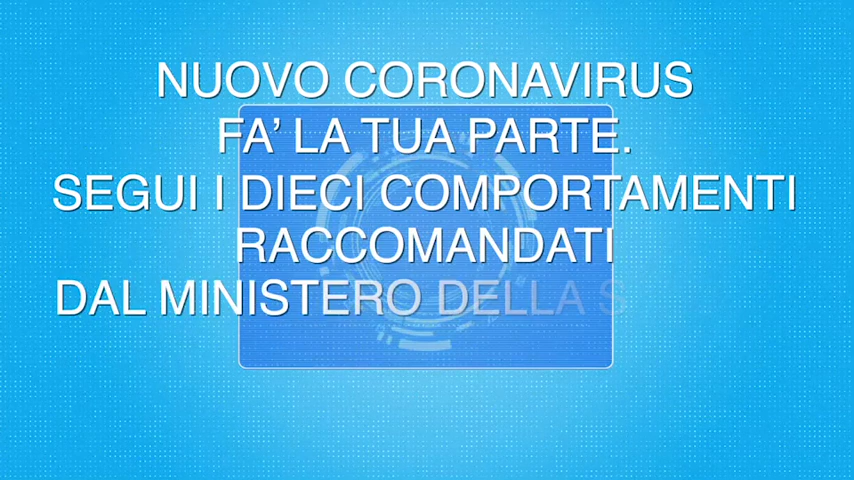 NUOVO CORONAVIRUS
FA’ LA TUA PARTE.
SEGUI I DIECI COMPORTAMENTI
RACCOMANDATI
DAL MINISTERO DELLA S